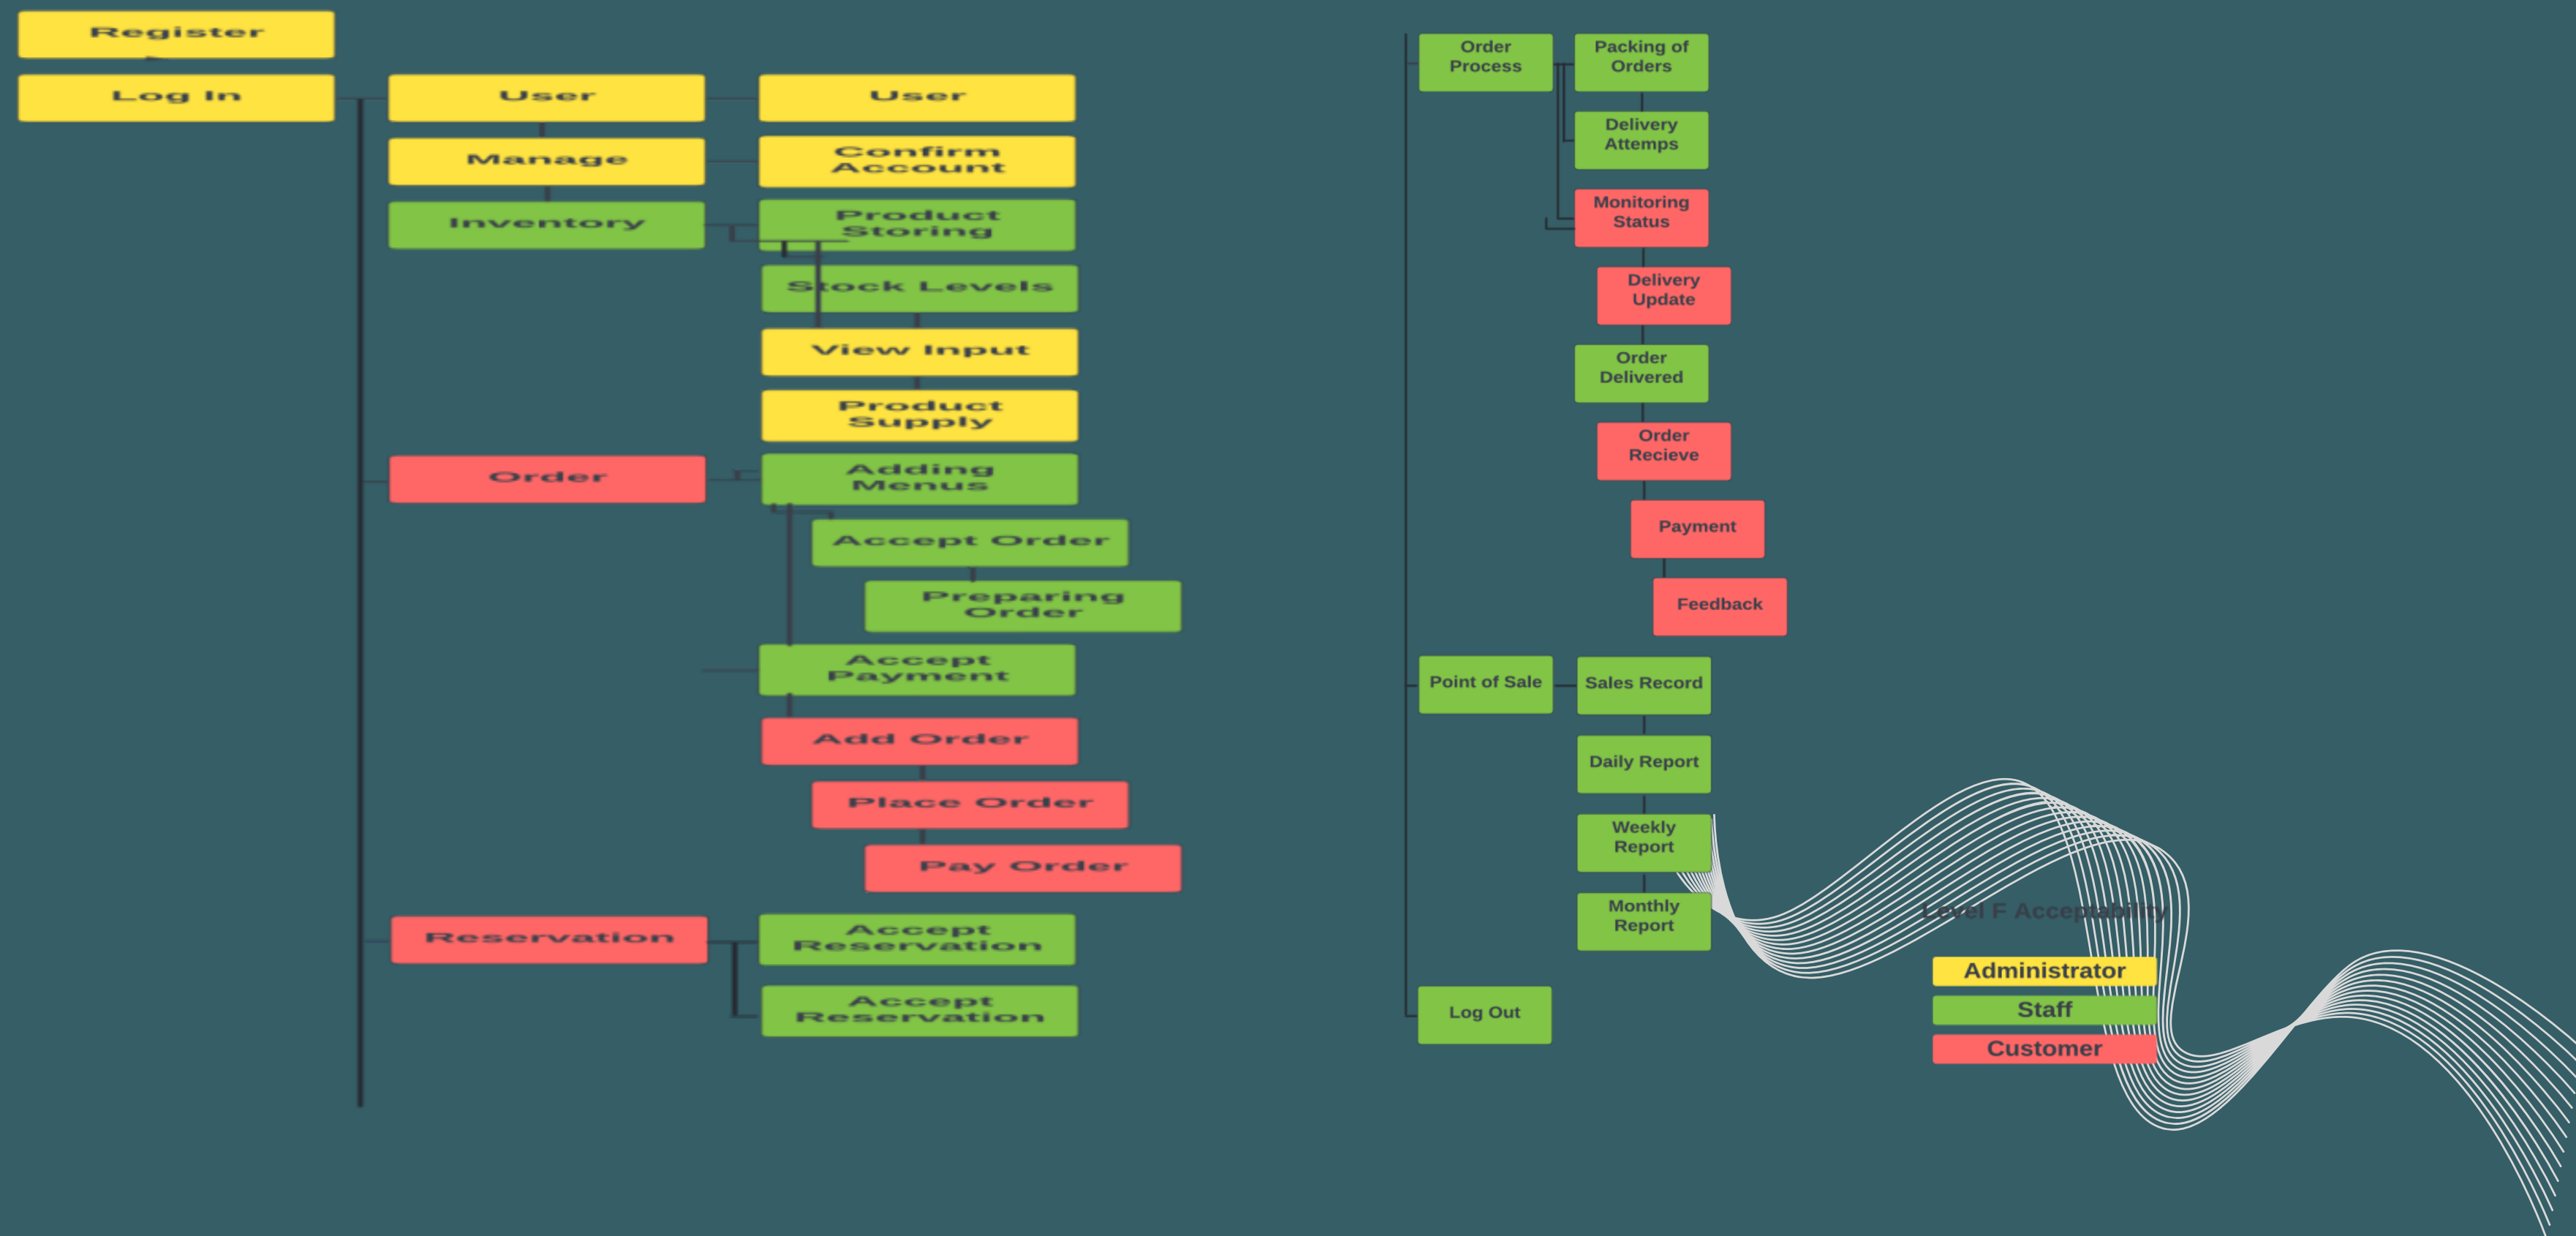 Register
Log In
User
User
Manage
Confirm
Account
Inventory
Product
Storing
Stock Levels
View Input
Product
Supply
Order
Adding
Menus
Accept Order
Preparing
Order
Accept
Payment
Add Order
Place Order
Pay Order
Reservation
Accept
Reservation
Accept
Reservation
Order
Process
Packing of
Orders
Delivery
Attemps
Monitoring
Status
Delivery
Update
Order
Delivered
Order
Recieve
Payment
Feedback
Point of Sale
Sales Record
Daily Report
Weekly
Report
Monthly
Report
Log Out
Level F Acceptability
Administrator
Staff
Customer